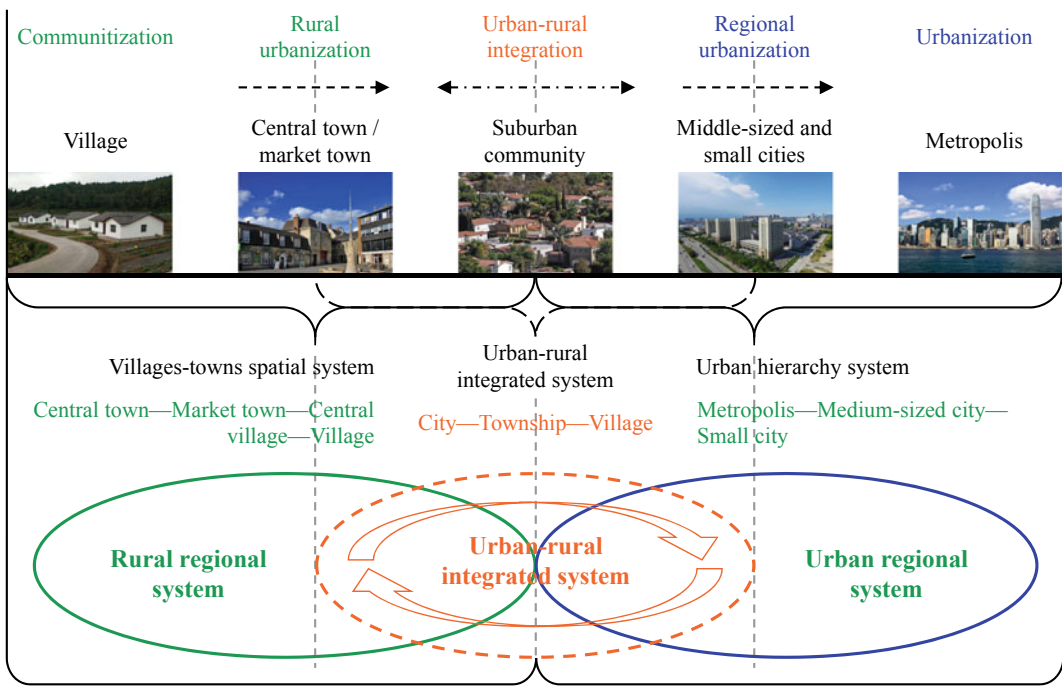 Communitization
Rural
urbanization
Urban-rural
integration
Regional
urbanization
Urbanization
Village
Central town /
market town
Suburban
community
Middle-sized and
small cities
Metropolis
Villages-towns spatial system
Urban-rural
integrated system
Urban hierarchy system
Central town—Market town—Central
village—Village
City—Township—Village
Metropolis—Medium-sized city—
Small city
Rural regional
system
Urban-rural
integrated system
Urban regional
system